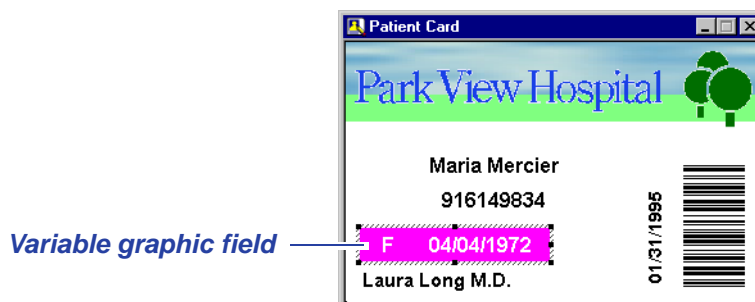 Patient Card
Park View Hospital
Maria Mercier
916149834
Variable graphic field
F 04/04/1972
01/31/1995
Laura Long M.D.